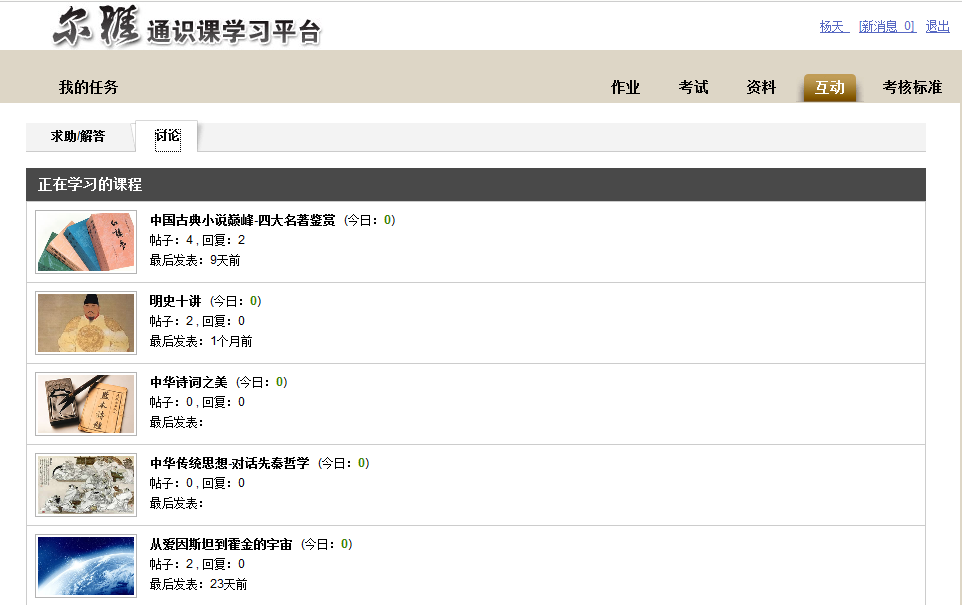 尔雅 通识课学习平台
杨天 [新消息 0] 退出
我的任务 作业 考试 资料 互动 考核标准
求助/解答 讨论
正在学习的课程
中国古典小说巅峰-四大名著鉴赏 (今日：0)
帖子：4 , 回复：2
最后发表：9天前
明史十讲 (今日：0)
帖子：2 , 回复：0
最后发表：1个月前
中华诗词之美 (今日：0)
帖子：0 , 回复：0
最后发表：
中华传统思想-对话先秦哲学 (今日：0)
帖子：0 , 回复：0
最后发表：
从爱因斯坦到霍金的宇宙 (今日：0)
帖子：2 , 回复：0
最后发表：23天前